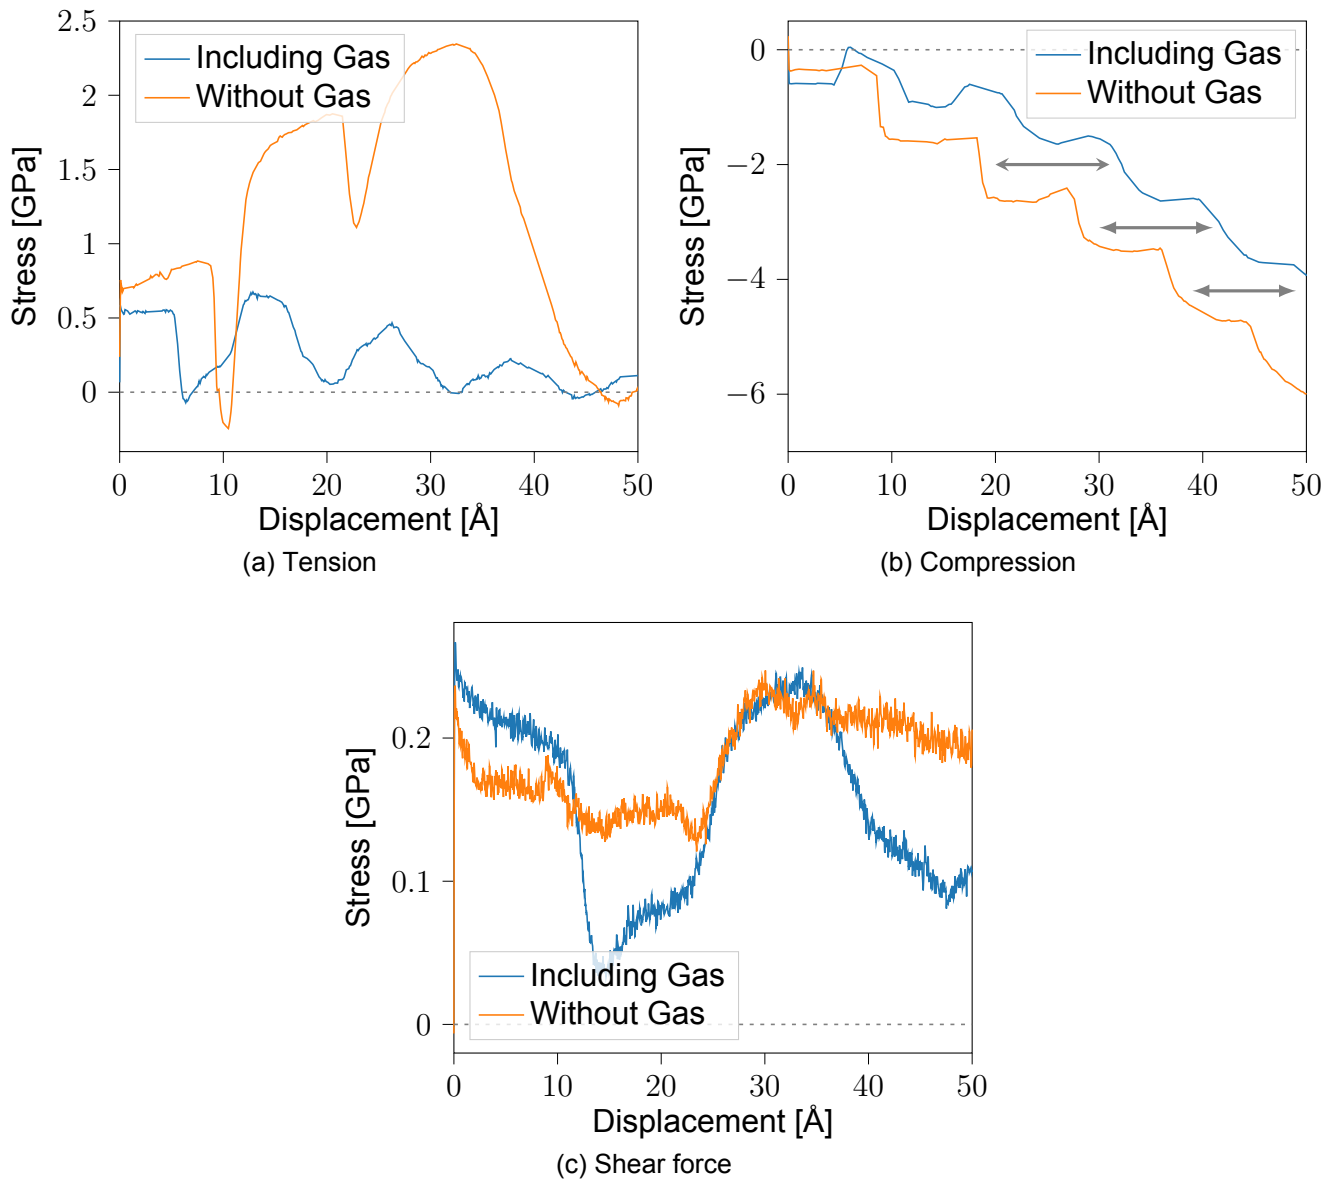 2.5
2
1.5
1
0.5
0
Stress [GPa]
Including Gas
Without Gas
0 10 20 30 40 50
Displacement [Å]
(a) Tension
0
−2
−4
−6
Stress [GPa]
Including Gas
Without Gas
0 10 20 30 40 50
Displacement [Å]
(b) Compression
0.2
0.1
0
Stress [GPa]
Including Gas
Without Gas
0 10 20 30 40 50
Displacement [Å]
(c) Shear force